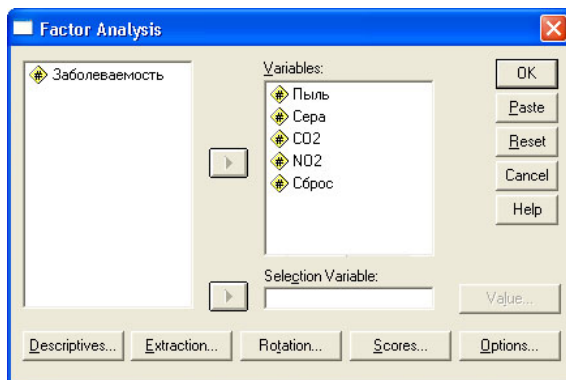 Factor Analysis
Заболеваемость
Variables:
Пыль
Сера
CO2
NO2
Сброс
OK
Paste
Reset
Cancel
Help
Selection Variable:
Value...
Descriptives...
Extraction...
Rotation...
Scores...
Options...